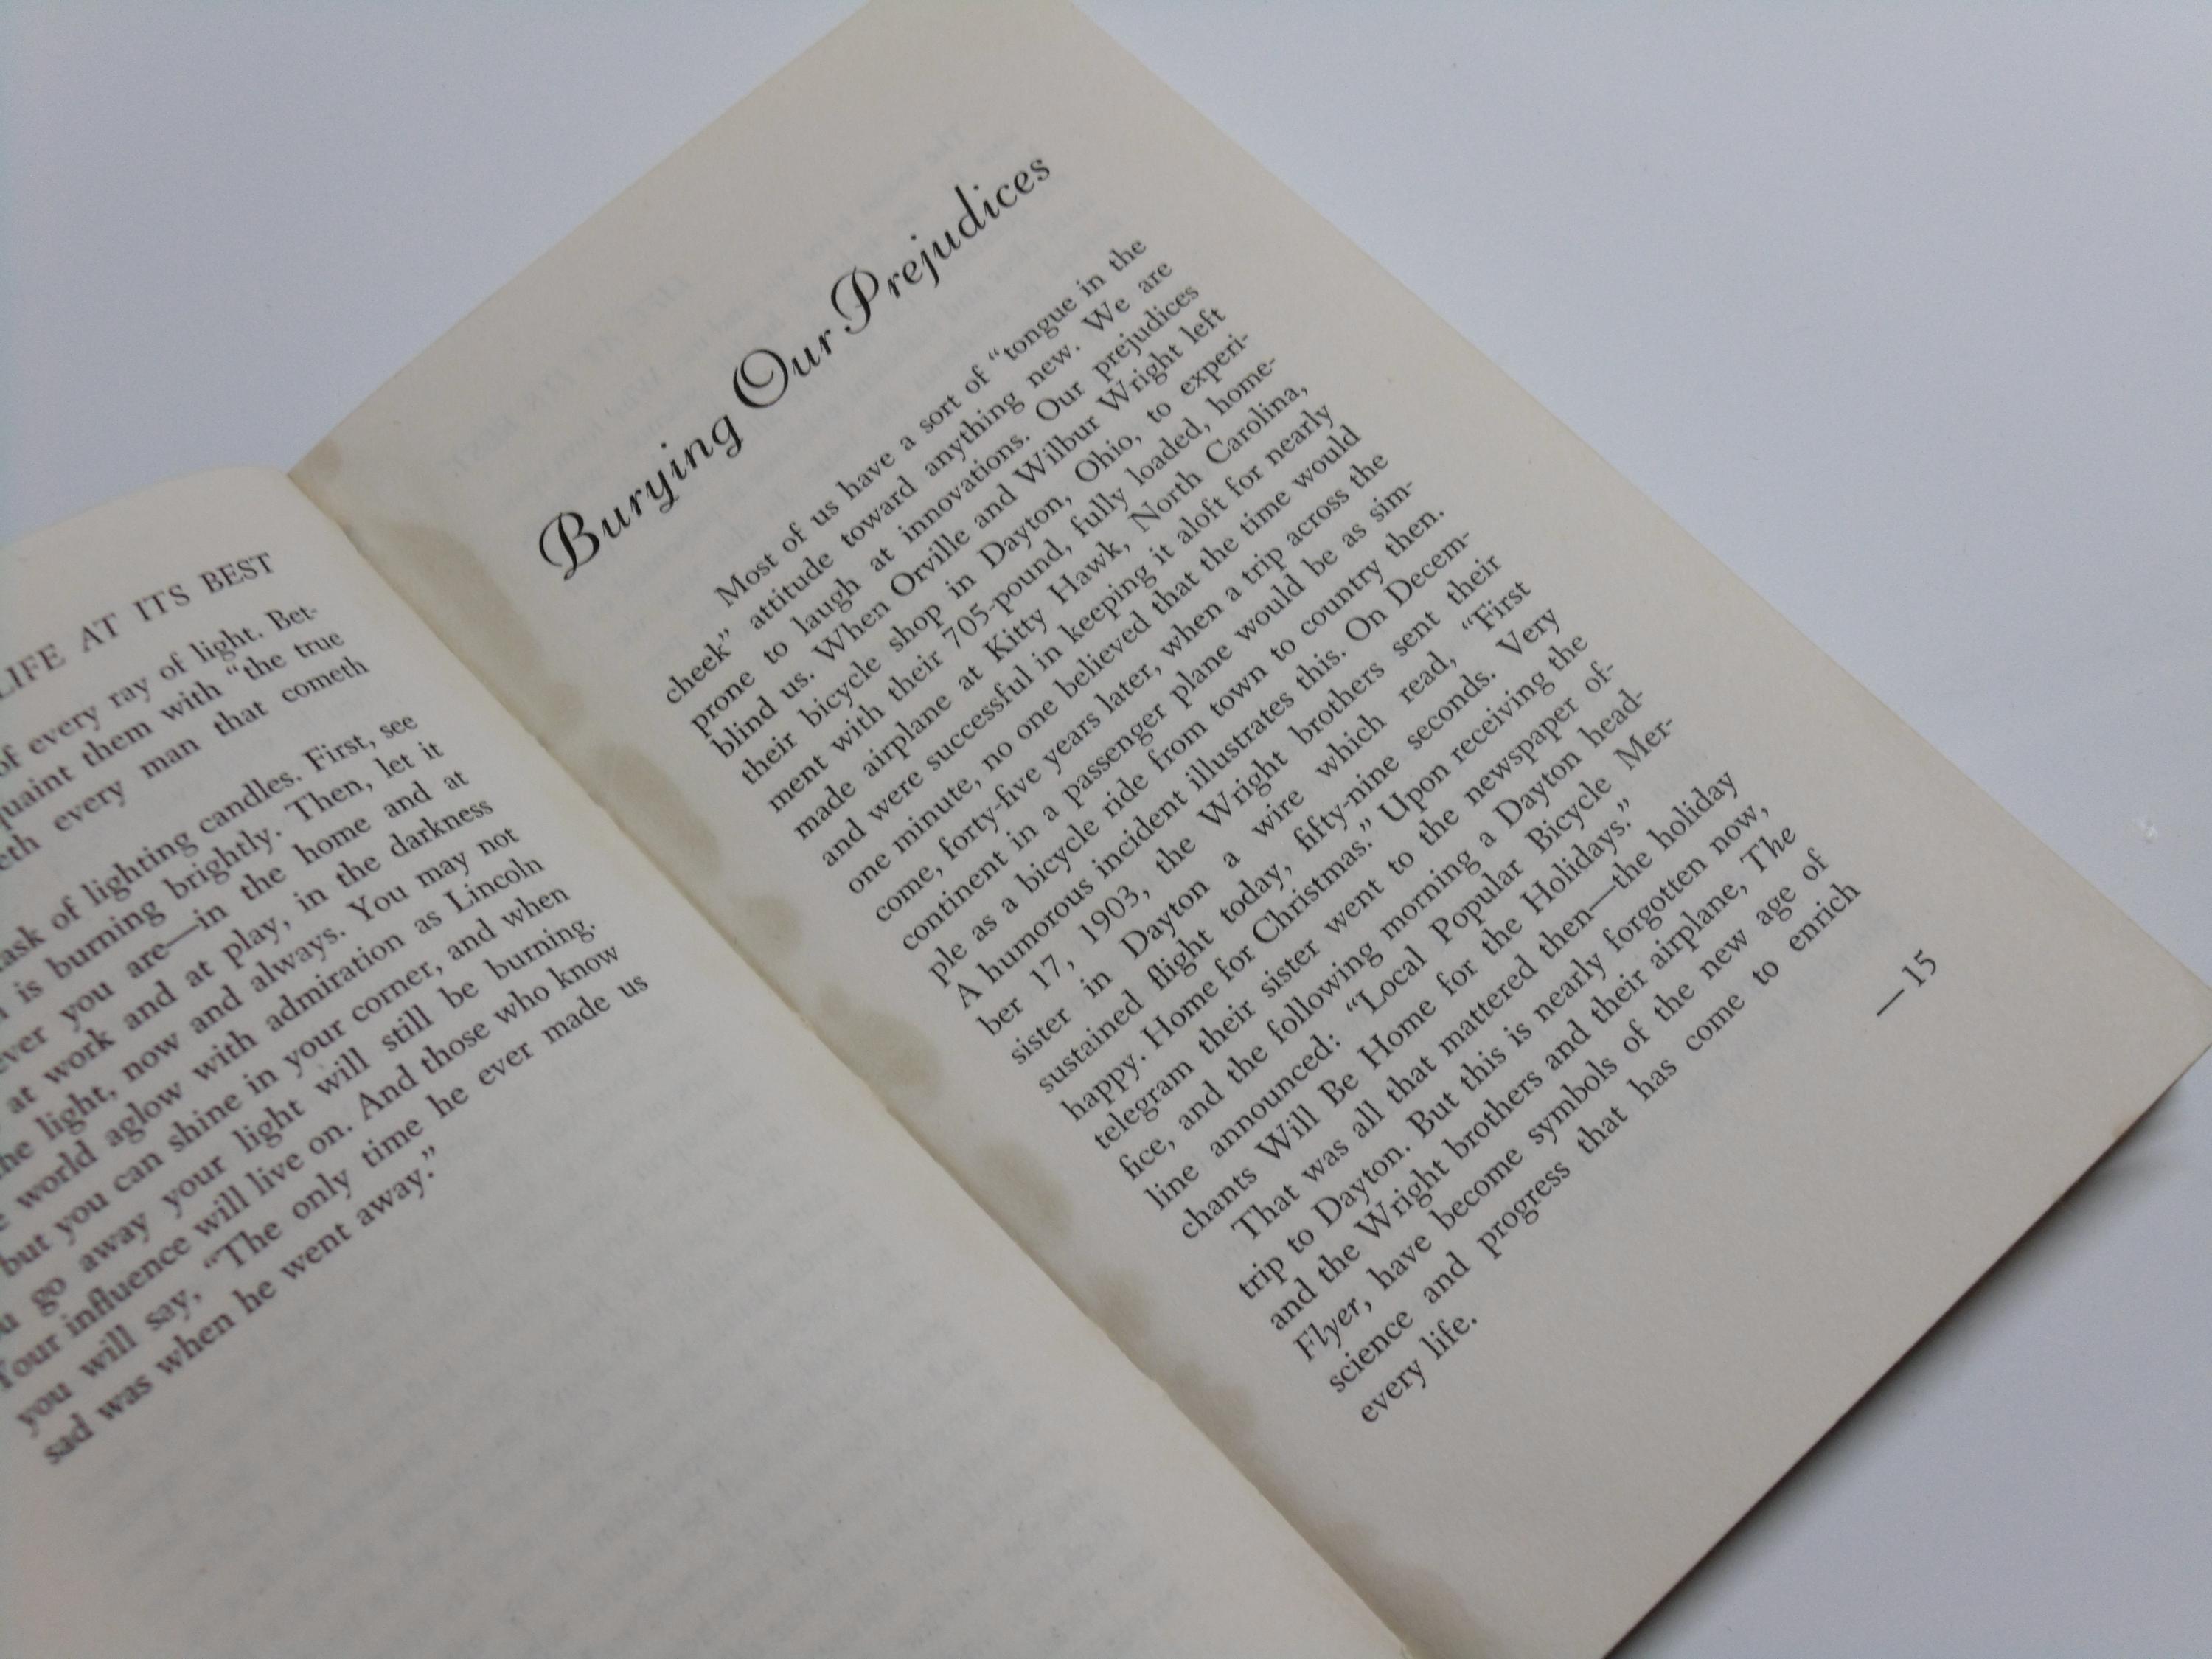 LIFE AT ITS BEST
of every ray of light. Bet-
quaint them with “the true
eth every man that cometh
task of lighting candles. First, see
is burning brightly. Then, let it
ever you are—in the home and at
at work and at play, in the darkness
the light, now and always. You may not
world aglow with admiration as Lincoln
but you can shine in your corner, and when
go away your light will still be burning.
Your influence will live on. And those who know
you will say, “The only time he ever made us
sad was when he went away.”
Burying Our Prejudices
Most of us have a sort of “tongue in the
cheek” attitude toward anything new. We are
prone to laugh at innovations. Our prejudices
blind us. When Orville and Wilbur Wright left
their bicycle shop in Dayton, Ohio, to experi-
ment with their 705-pound, fully loaded, home-
made airplane at Kitty Hawk, North Carolina,
and were successful in keeping it aloft for nearly
one minute, no one believed that the time would
come, forty-five years later, when a trip across the
continent in a passenger plane would be as sim-
ple as a bicycle ride from town to country then.
A humorous incident illustrates this. On Decem-
ber 17, 1903, the Wright brothers sent their
sister in Dayton a wire which read, “First
sustained flight today, fifty-nine seconds. Very
happy. Home for Christmas.” Upon receiving the
telegram their sister went to the newspaper of-
fice, and the following morning a Dayton head-
line announced: “Local Popular Bicycle Mer-
chants Will Be Home for the Holidays.”
That was all that mattered then—the holiday
trip to Dayton. But this is nearly forgotten now,
and the Wright brothers and their airplane, The
Flyer, have become symbols of the new age of
science and progress that has come to enrich
every life.
— 15